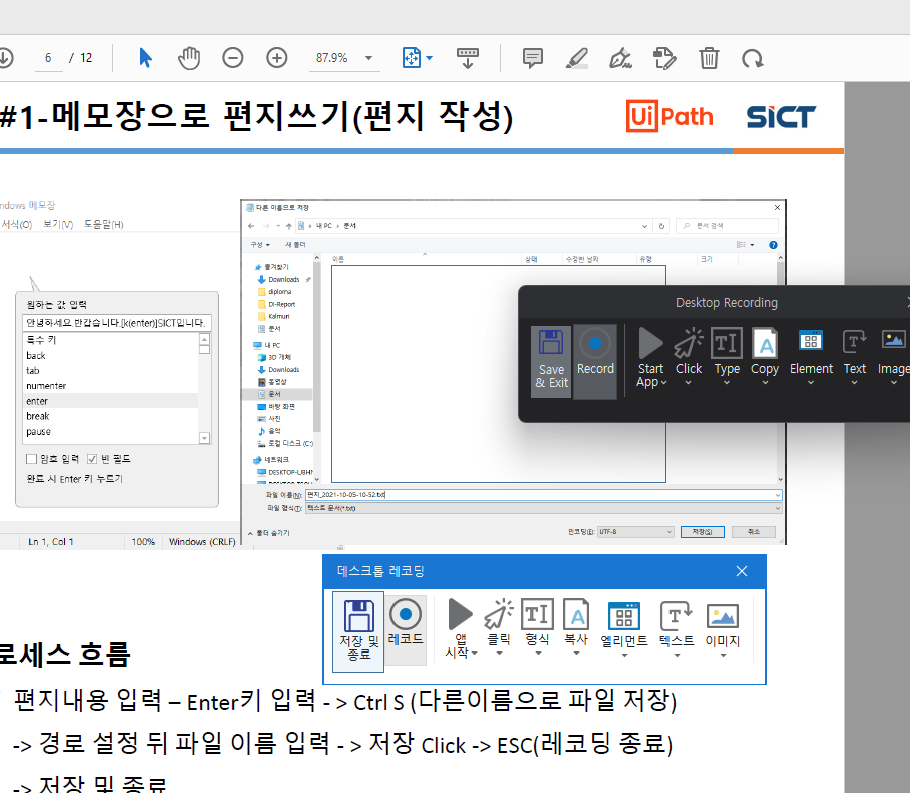 6 / 12
87.9%
#1-메모장으로 편지쓰기(편지 작성)
Ui Path
SICT
ndows 메모장
서식(O) 보기(V) 도움말(H)
원하는 값 입력
안녕하세요.반갑습니다.[k(enter)]SICT입니다.
특수 키
back
tab
numenter
enter
break
pause
암호 입력 빈 필드
완료 시 Enter 키 누르기
Ln 1, Col 1 100% Windows (CRLF)
다른 이름으로 저장
내 PC > 문서
문서 검색
구성 새 폴더
이름 상태 수정한 날짜 유형 크기
즐겨찾기
Downloads
diploma
DI-Report
Kalmuri
문서
내 PC
3D 개체
Downloads
동영상
문서
바탕 화면
사진
음악
로컬 디스크 (C:)
네트워크
DESKTOP-LIBHN
파일 이름(N): 편지_2021-10-05-10-52.txt
파일 형식(T): 텍스트 문서(*.txt)
폴더 숨기기
인코딩(E): UTF-8
저장(S)
취소
Desktop Recording
Save & Exit
Record
Start App
Click
Type
Copy
Element
Text
Image
데스크톱 레코딩
저장 및 종료
레코드
앱 시작
클릭
형식
복사
엘리먼트
텍스트
이미지
로세스 흐름
편지내용 입력 – Enter키 입력 - > Ctrl S (다른이름으로 파일 저장)
-> 경로 설정 뒤 파일 이름 입력 - > 저장 Click -> ESC(레코딩 종료)
-> 저장 및 종료